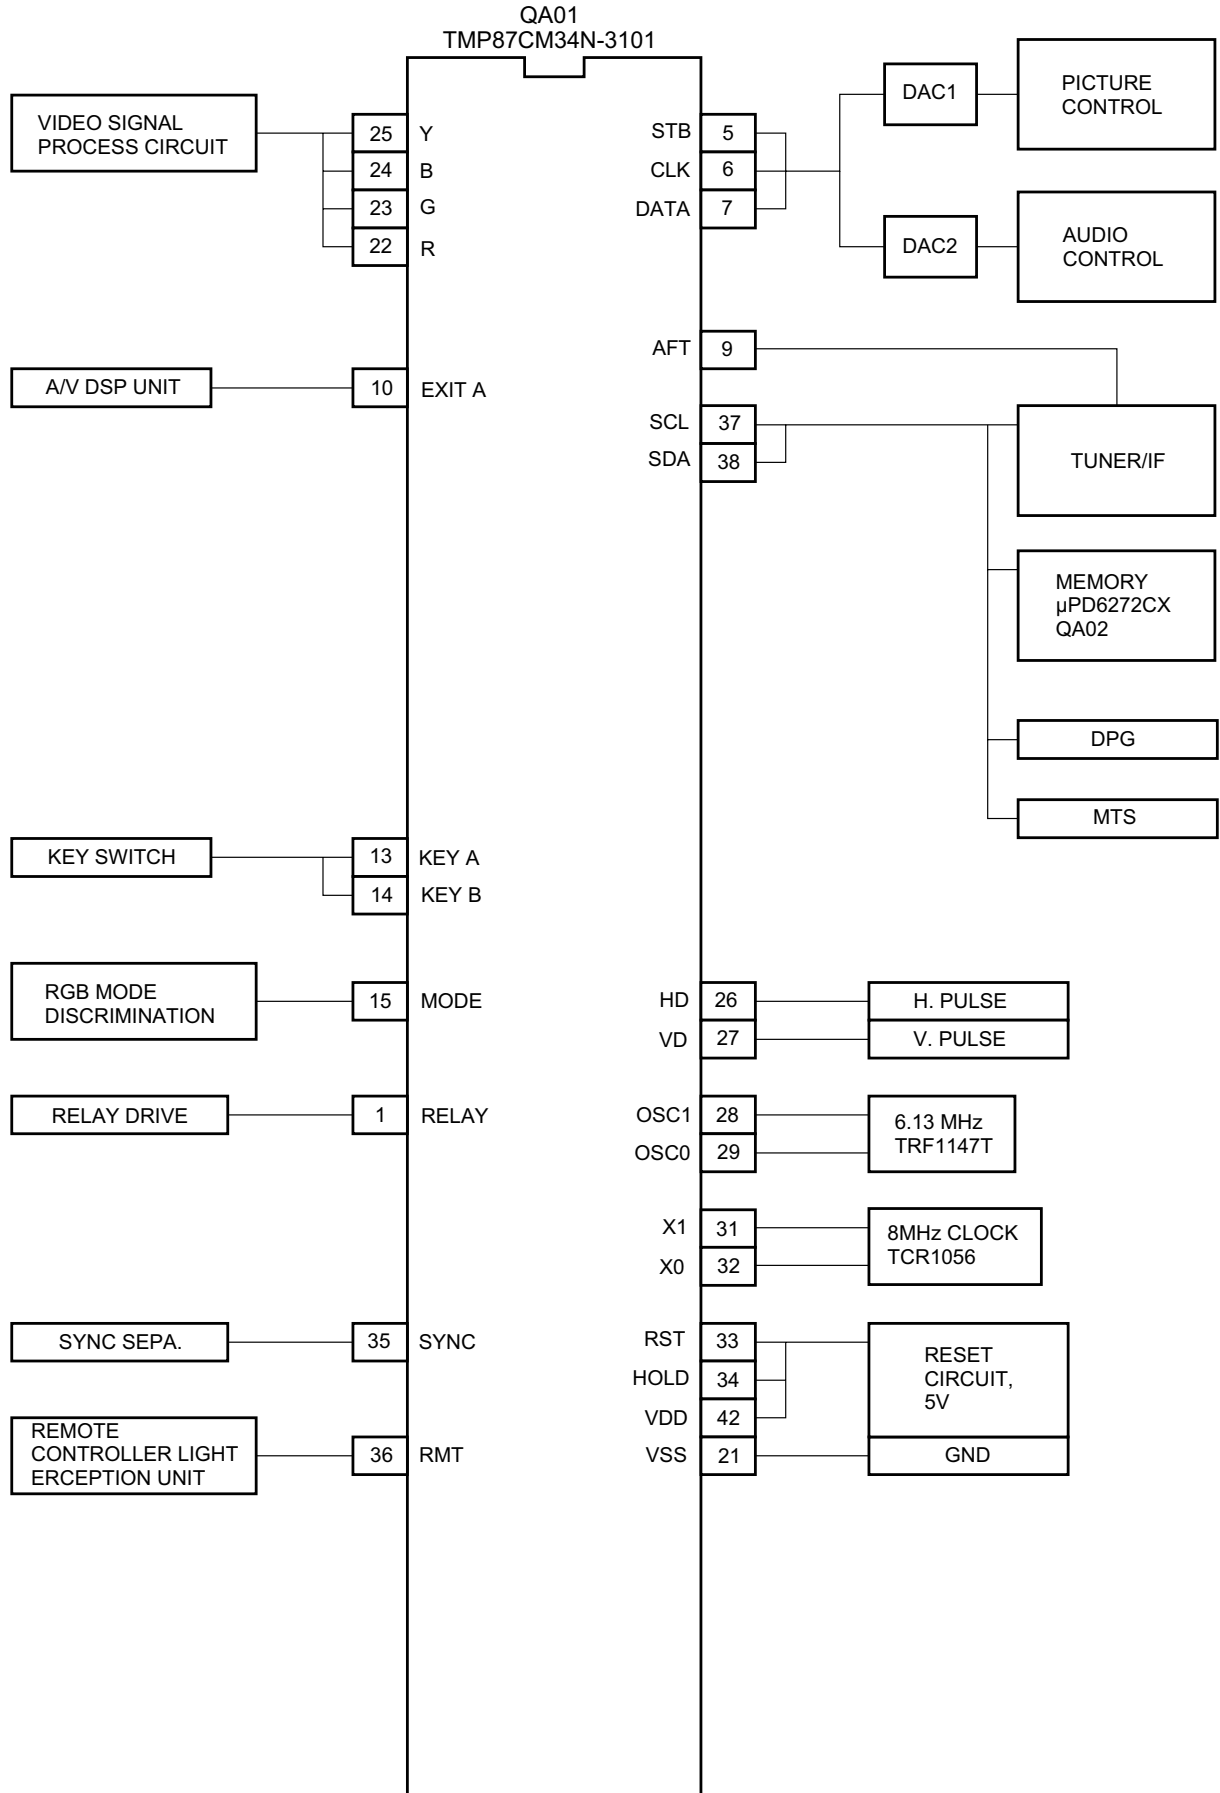 QA01
TMP87CM34N-3101
VIDEO SIGNAL
PROCESS CIRCUIT
25 Y
24 B
23 G
22 R
STB 5
CLK 6
DATA 7
DAC1
PICTURE
CONTROL
DAC2
AUDIO
CONTROL
A/V DSP UNIT
10 EXIT A
AFT 9
SCL 37
SDA 38
TUNER/IF
MEMORY
µPD6272CX
QA02
DPG
MTS
KEY SWITCH
13 KEY A
14 KEY B
RGB MODE
DISCRIMINATION
15 MODE
HD 26
H. PULSE
VD 27
V. PULSE
RELAY DRIVE
1 RELAY
OSC1 28
OSC0 29
6.13 MHz
TRF1147T
X1 31
X0 32
8MHz CLOCK
TCR1056
SYNC SEPA.
35 SYNC
RST 33
HOLD 34
VDD 42
RESET
CIRCUIT,
5V
REMOTE
CONTROLLER LIGHT
ERCEPTION UNIT
36 RMT
VSS 21
GND